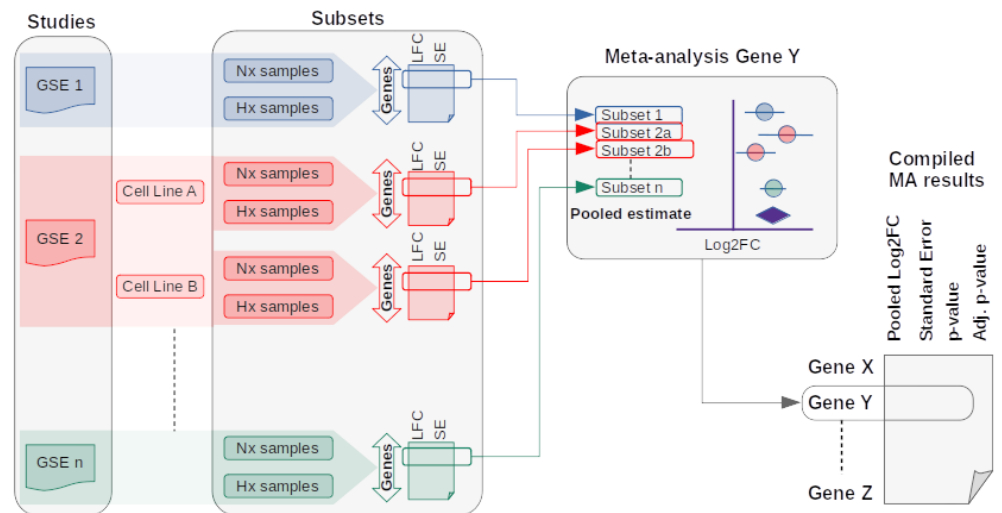 Studies
Subsets
GSE 1
Nx samples
Hx samples
Genes
LFC
SE
GSE 2
Cell Line A
Nx samples
Hx samples
Genes
LFC
SE
Cell Line B
Nx samples
Hx samples
Genes
LFC
SE
GSE n
Nx samples
Hx samples
Genes
LFC
SE
Meta-analysis Gene Y
Subset 1
Subset 2a
Subset 2b
Subset n
Pooled estimate
Log2FC
Compiled
MA results
Pooled Log2FC
Standard Error
p-value
Adj. p-value
Gene X
Gene Y
Gene Z